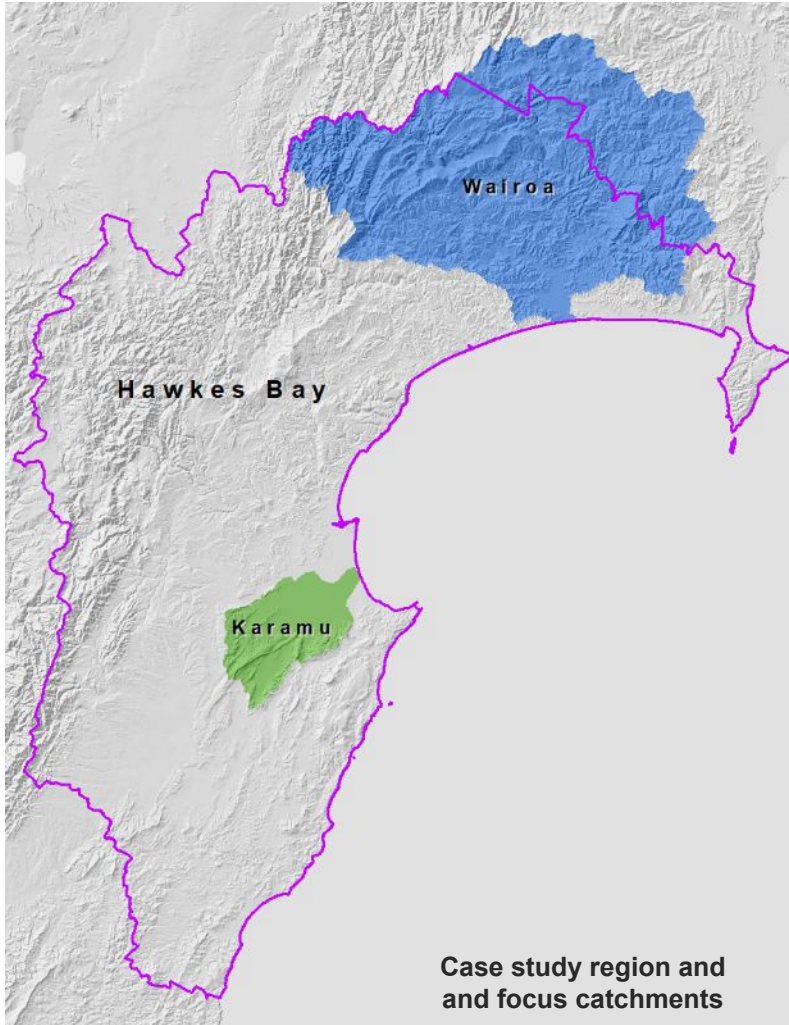 Wairoa
Hawkes Bay
Karamu
Case study region and
and focus catchments